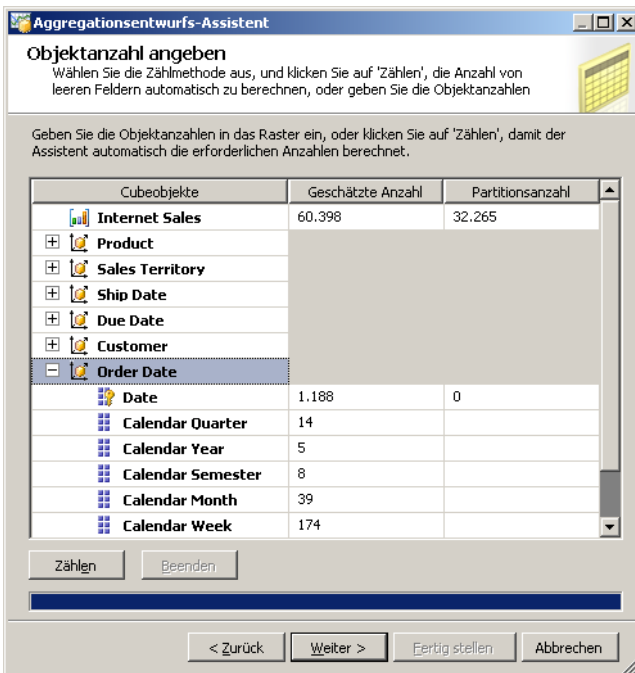 Aggregationsentwurfs-Assistent
Objektanzahl angeben
Wählen Sie die Zählmethode aus, und klicken Sie auf 'Zählen', die Anzahl von
leeren Feldern automatisch zu berechnen, oder geben Sie die Objektanzahlen
Geben Sie die Objektanzahlen in das Raster ein, oder klicken Sie auf 'Zählen', damit der
Assistent automatisch die erforderlichen Anzahlen berechnet.
Cubeobjekte Geschätzte Anzahl Partitionsanzahl
Internet Sales 60.398 32.265
Product
Sales Territory
Ship Date
Due Date
Customer
Order Date
Date 1.188 0
Calendar Quarter 14
Calendar Year 5
Calendar Semester 8
Calendar Month 39
Calendar Week 174
Zählen Beenden
< Zurück Weiter > Fertig stellen Abbrechen